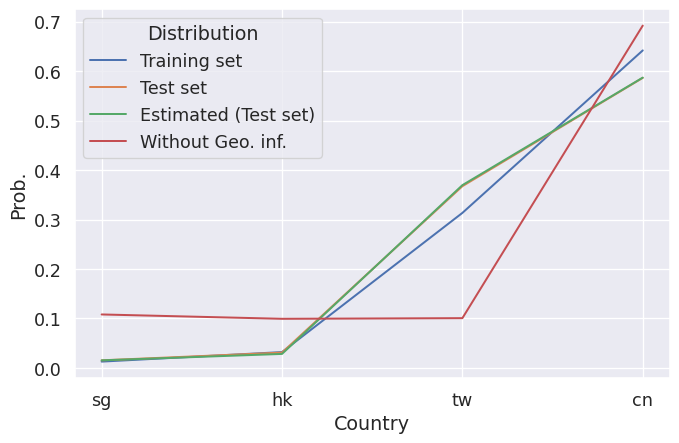 Distribution
Training set
Test set
Estimated (Test set)
Without Geo. inf.
0.7
0.6
0.5
0.4
0.3
0.2
0.1
0.0
Prob.
sg hk tw cn
Country